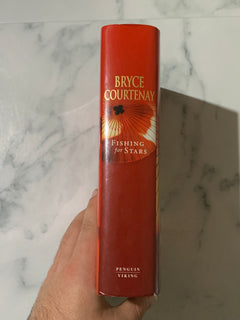 BRYCE
COURTENAY
FISHING
for STARS
PENGUIN
VIKING